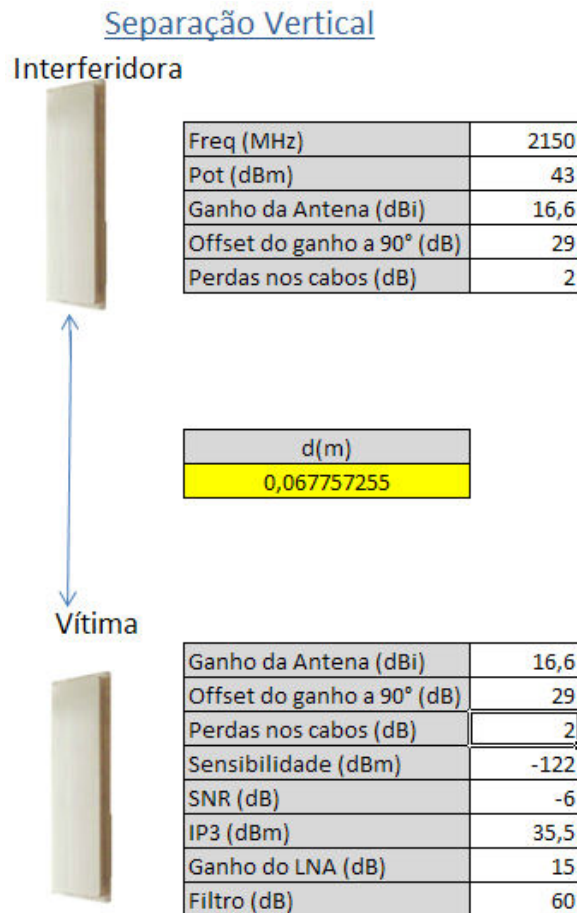 Separação Vertical
Interferidora
Freq (MHz) 2150
Pot (dBm) 43
Ganho da Antena (dBi) 16,6
Offset do ganho a 90° (dB) 29
Perdas nos cabos (dB) 2
d(m)
0,067757255
Vítima
Ganho da Antena (dBi) 16,6
Offset do ganho a 90° (dB) 29
Perdas nos cabos (dB) 2
Sensibilidade (dBm) -122
SNR (dB) -6
IP3 (dBm) 35,5
Ganho do LNA (dB) 15
Filtro (dB) 60